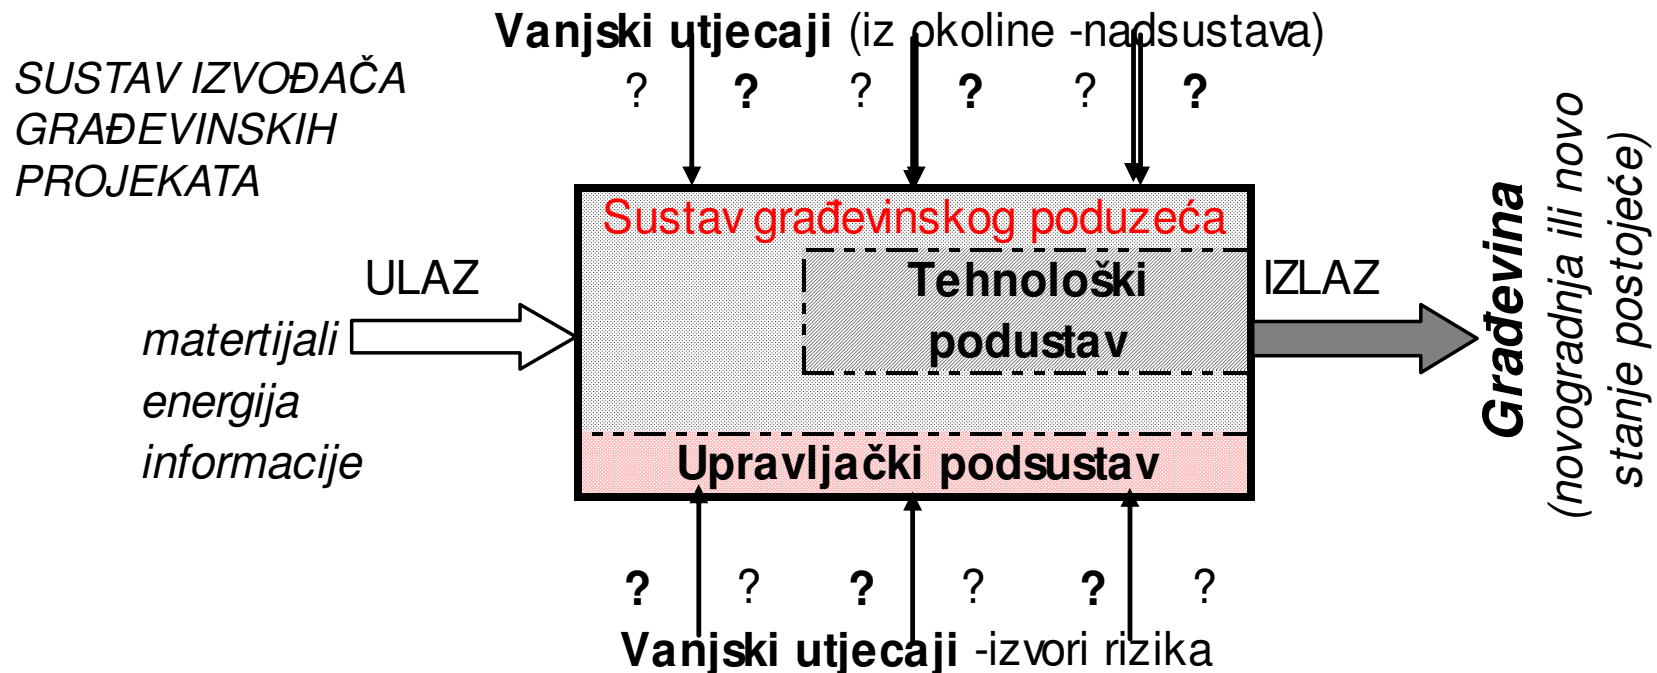 Vanjski utjecaji (iz okoline -nadsustava)
? ? ? ? ? ?
SUSTAV IZVOĐAČA
GRAĐEVINSKIH
PROJEKATA
Sustav građevinskog poduzeća
ULAZ
Tehnološki
podustav
IZLAZ
matertijali
energija
informacije
Upravljački podsustav
Građevina
(novogradnja ili novo
stanje postojeće)
? ? ? ? ? ?
Vanjski utjecaji -izvori rizika